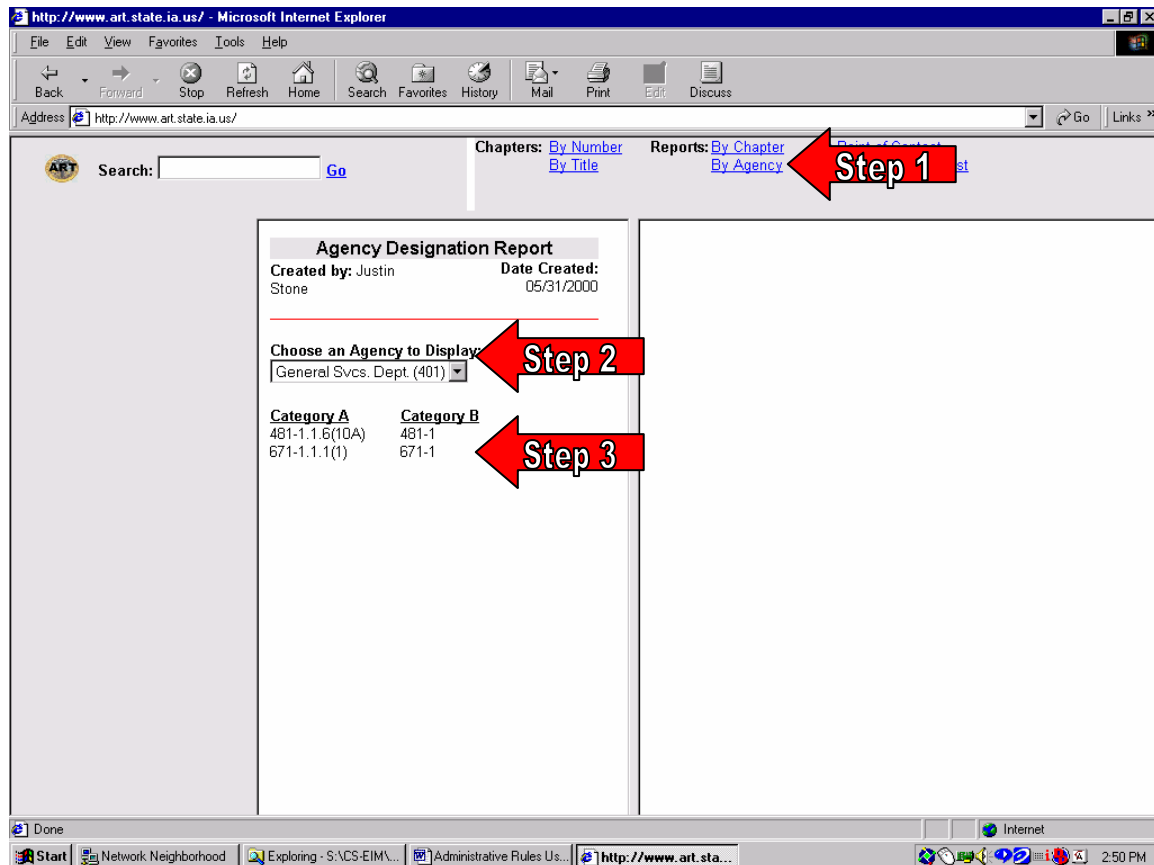 http://www.art.state.ia.us/ - Microsoft Internet Explorer
File Edit View Favorites Tools Help
Back Forward Stop Refresh Home Search Favorites History Mail Print Edit Discuss
Address http://www.art.state.ia.us/ Go Links »
Chapters: By Number Reports: By Chapter Point of Contact
ART Search: Go By Title By Agency Step 1
Agency Designation Report
Created by: Justin Date Created:
Stone 05/31/2000
Choose an Agency to Display:
General Svcs. Dept. (401) Step 2
Category A Category B
481-1.1.6(10A) 481-1
671-1.1.1(1) 671-1 Step 3
Done Internet
Start Network Neighborhood Exploring - S:\CS-EIM\... Administrative Rules Us... http://www.art.sta... 2:50 PM